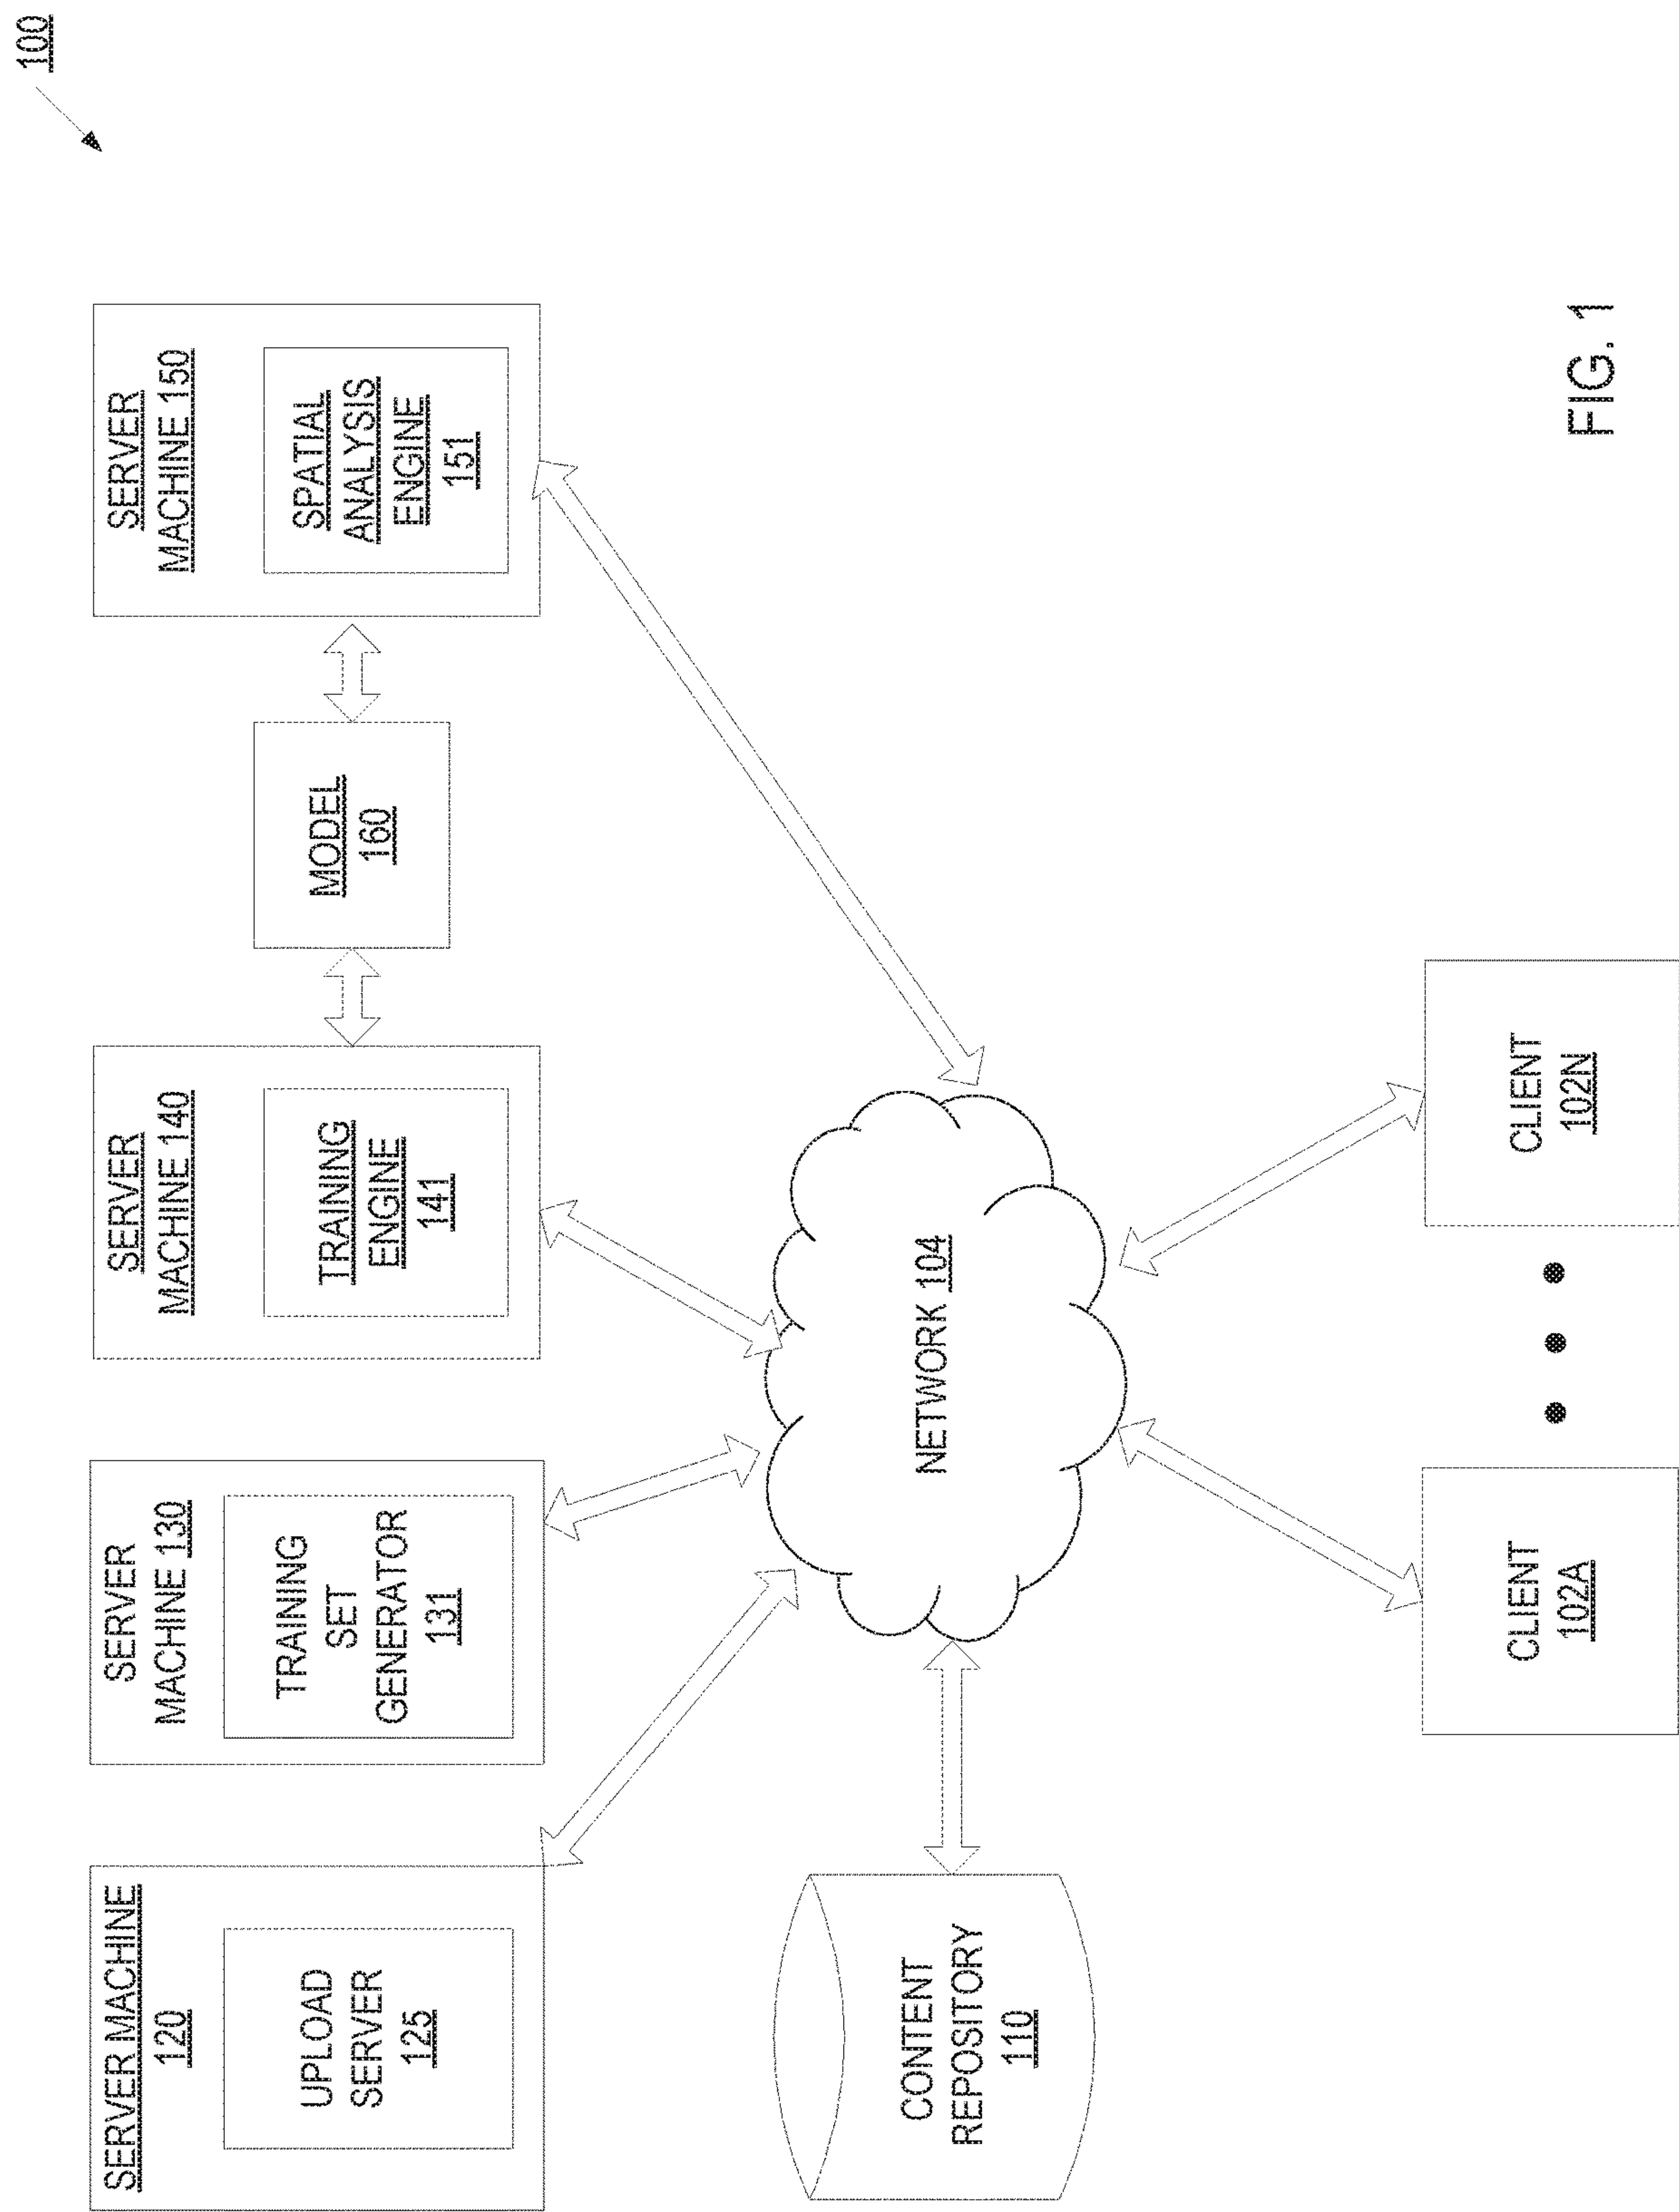 100
SERVER MACHINE
120
UPLOAD
SERVER
125
SERVER
MACHINE 130
TRAINING
SET
GENERATOR
131
SERVER
MACHINE 140
TRAINING
ENGINE
141
MODEL
160
SERVER
MACHINE 150
SPATIAL
ANALYSIS
ENGINE
151
CONTENT
REPOSITORY
110
NETWORK 104
CLIENT
102A
CLIENT
102N
FIG. 1